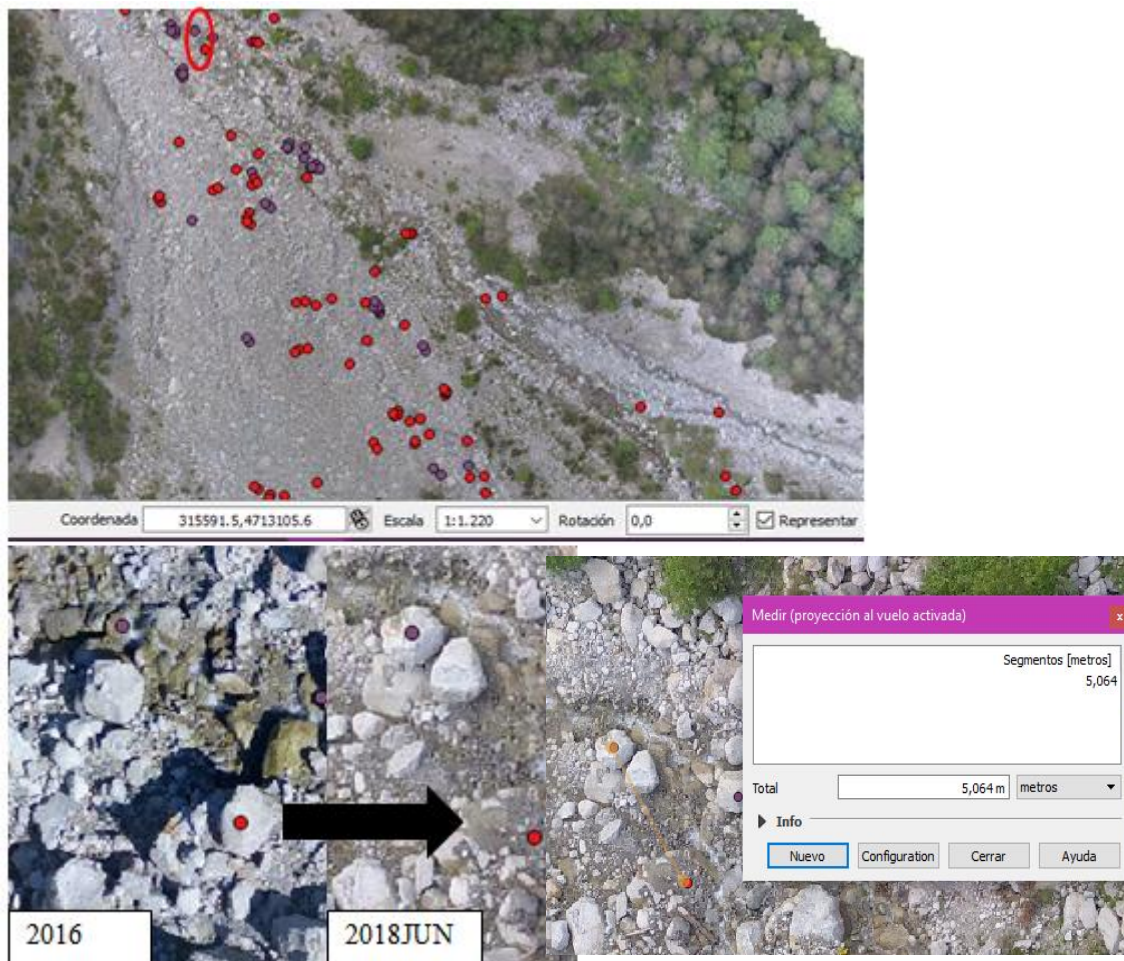 Coordenada 315591.5,4713105.6 Escala 1:1.220 Rotación 0,0 Representar
Medir (proyección al vuelo activada) x
Segmentos [metros]
5,064
Total 5,064 m metros
Info
Nuevo Configuration Cerrar Ayuda
2016 2018JUN